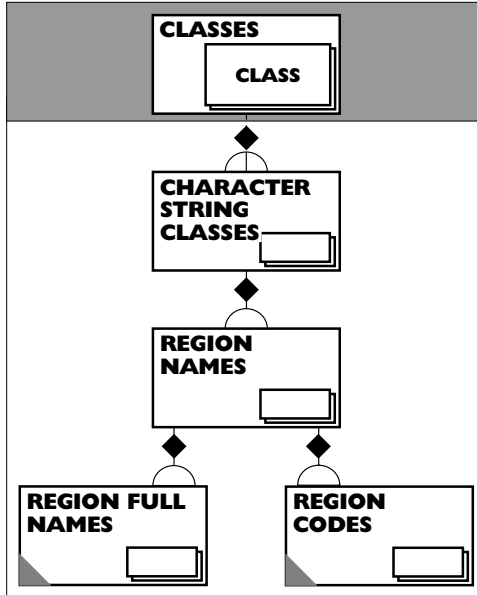 CLASSES
CLASS
CHARACTER
STRING
CLASSES
REGION
NAMES
REGION FULL
NAMES
REGION
CODES